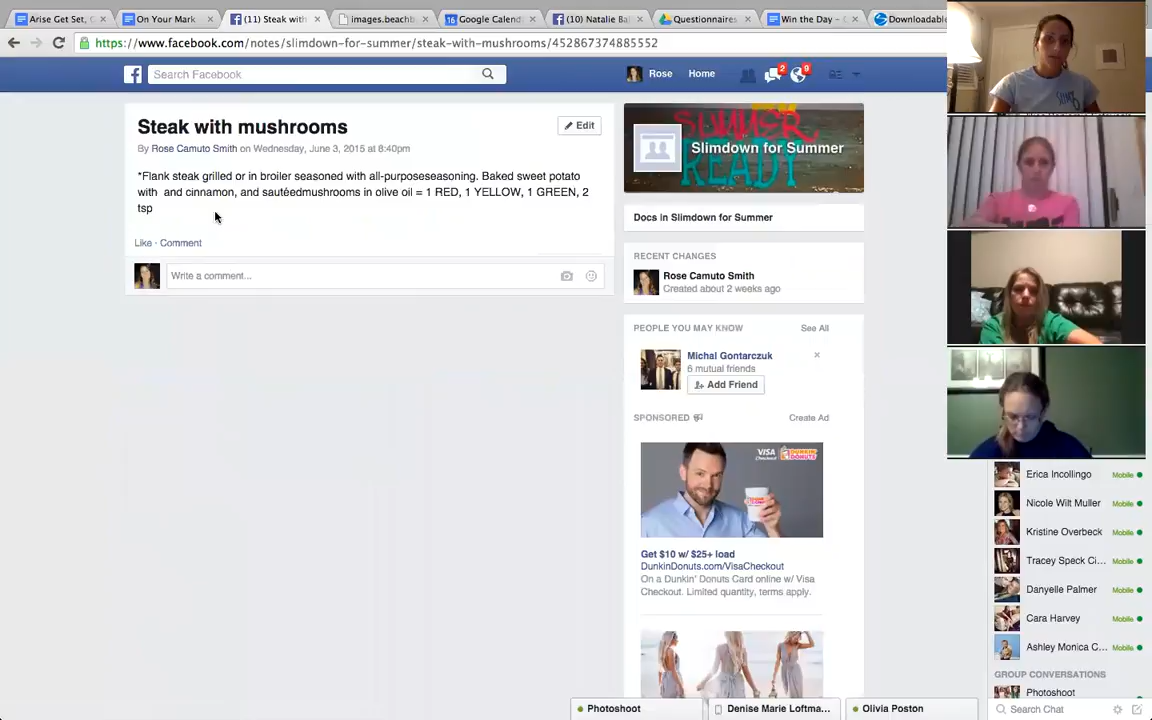 Arise Get Set, G
On Your Mark
(11) Steak with
images.beachb
Google Calend
(10) Natalie Ba
Questionnaires
Win the Day - G
Downloadable
https://www.facebook.com/notes/slimdown-for-summer/steak-with-mushrooms/452867374885552
Search Facebook
Rose
Home
2
9
Steak with mushrooms
Edit
By Rose Camuto Smith on Wednesday, June 3, 2015 at 8:40pm
*Flank steak grilled or in broiler seasoned with all-purposeseasoning. Baked sweet potato
with and cinnamon, and sautéedmushrooms in olive oil = 1 RED, 1 YELLOW, 1 GREEN, 2
tsp
Like · Comment
Write a comment...
SUMMER
READY
Slimdown for Summer
Docs in Slimdown for Summer
RECENT CHANGES
Rose Camuto Smith
Created about 2 weeks ago
PEOPLE YOU MAY KNOW
See All
Michal Gontarczuk
6 mutual friends
Add Friend
SPONSORED
Create Ad
VISA
Checkout
DUNKIN' DONUTS
Get $10 w/ $25+ load
DunkinDonuts.com/VisaCheckout
On a Dunkin' Donuts Card online w/ Visa
Checkout. Limited quantity, terms apply.
Erica Incollingo
Mobile
Nicole Wilt Muller
Mobile
Kristine Overbeck
Mobile
Tracey Speck Ci...
Mobile
Danyelle Palmer
Mobile
Cara Harvey
Mobile
Ashley Monica C...
Mobile
GROUP CONVERSATIONS
Photoshoot
Search Chat
Photoshoot
Denise Marie Loftma...
Olivia Poston